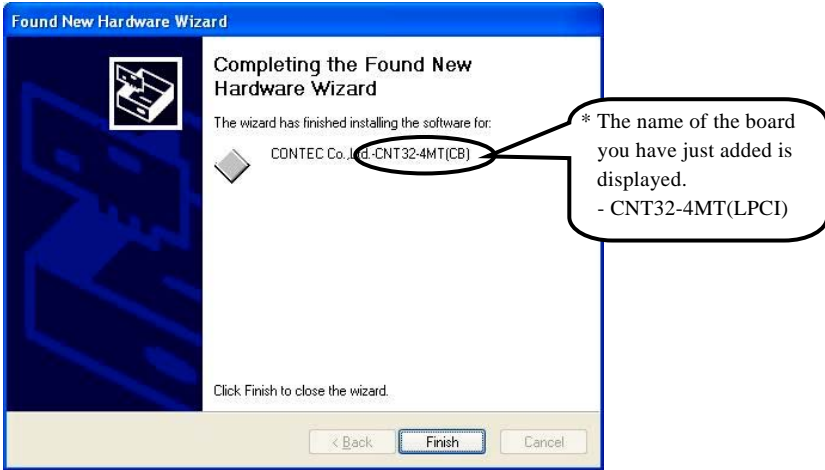 Found New Hardware Wizard
Completing the Found New
Hardware Wizard
The wizard has finished installing the software for:
CONTEC Co.,Ltd.-CNT32-4MT(CB)
* The name of the board
you have just added is
displayed.
- CNT32-4MT(LPCI)
Click Finish to close the wizard.
< Back
Finish
Cancel